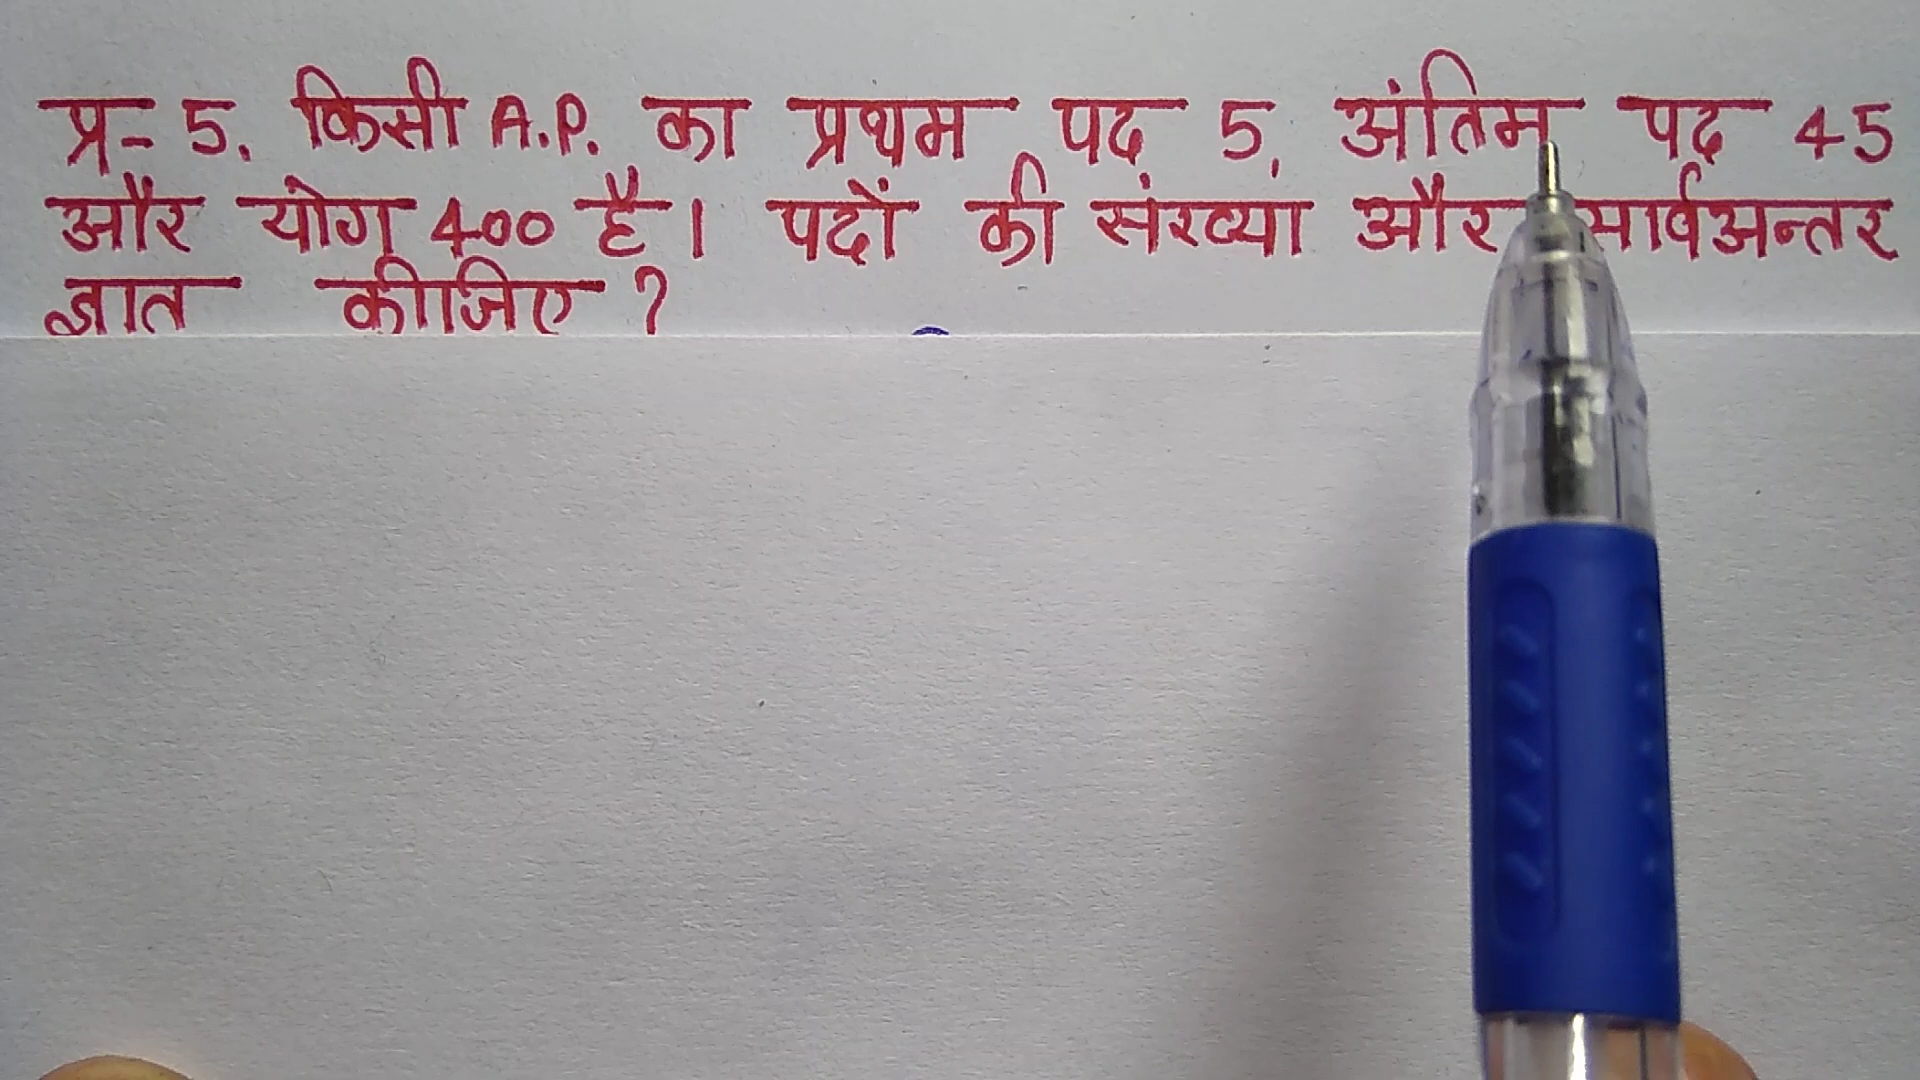 प्र- 5. किसी A.P. का प्रथम पद 5, अंतिम पद 45
और योग 400 है। पदों की संख्या और सार्वअन्तर
ज्ञात कीजिए ?